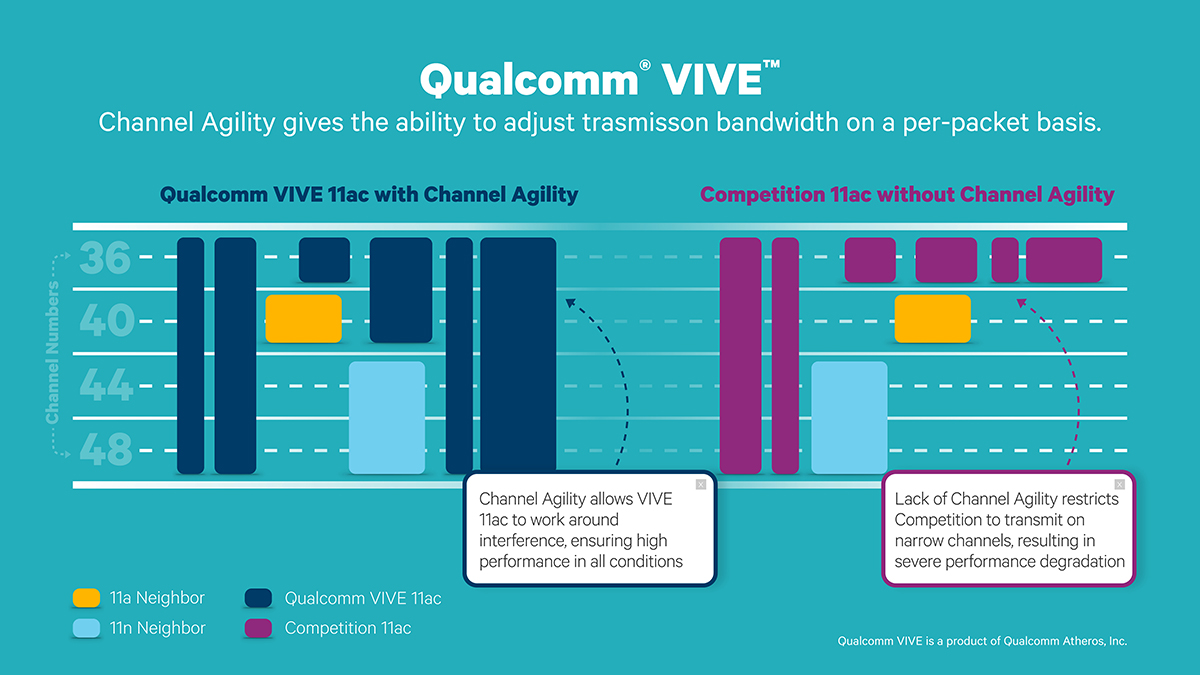 Qualcomm® VIVE™
Channel Agility gives the ability to adjust trasmisson bandwidth on a per-packet basis.
Qualcomm VIVE 11ac with Channel Agility
Competition 11ac without Channel Agility
Channel Numbers
36
40
44
48
Channel Agility allows VIVE
11ac to work around
interference, ensuring high
performance in all conditions
Lack of Channel Agility restricts
Competition to transmit on
narrow channels, resulting in
severe performance degradation
11a Neighbor
Qualcomm VIVE 11ac
11n Neighbor
Competition 11ac
Qualcomm VIVE is a product of Qualcomm Atheros, Inc.